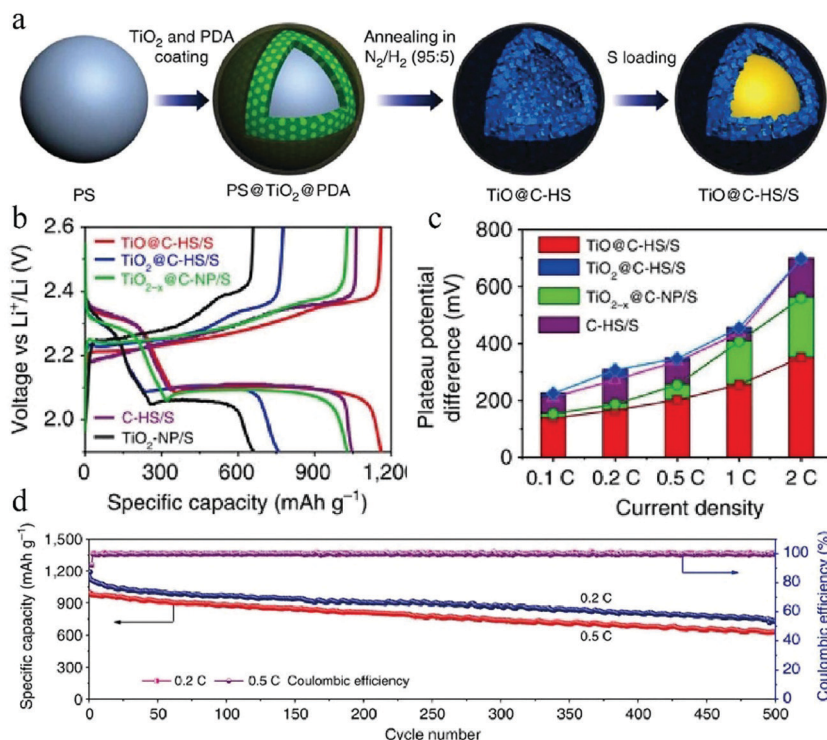 a
TiO₂ and PDA
coating
Annealing in
N₂/H₂ (95:5)
S loading
PS
PS@TiO₂@PDA
TiO@C-HS
TiO@C-HS/S
b
2.6
2.4
2.2
2.0
Voltage vs Li⁺/Li (V)
TiO@C-HS/S
TiO₂@C-HS/S
TiO₂₋ₓ@C-NP/S
C-HS/S
TiO₂-NP/S
0 300 600 900 1,200
Specific capacity (mAh g⁻¹)
c
800
600
400
200
0
Plateau potential
difference (mV)
TiO@C-HS/S
TiO₂@C-HS/S
TiO₂₋ₓ@C-NP/S
C-HS/S
0.1 C 0.2 C 0.5 C 1 C 2 C
Current density
d
1,500
1,200
900
600
300
0
Specific capacity (mAh g⁻¹)
0.2 C
0.5 C
0.2 C 0.5 C Coulombic efficiency
100
80
60
40
20
0
Coulombic efficiency (%)
0 50 100 150 200 250 300 350 400 450 500
Cycle number